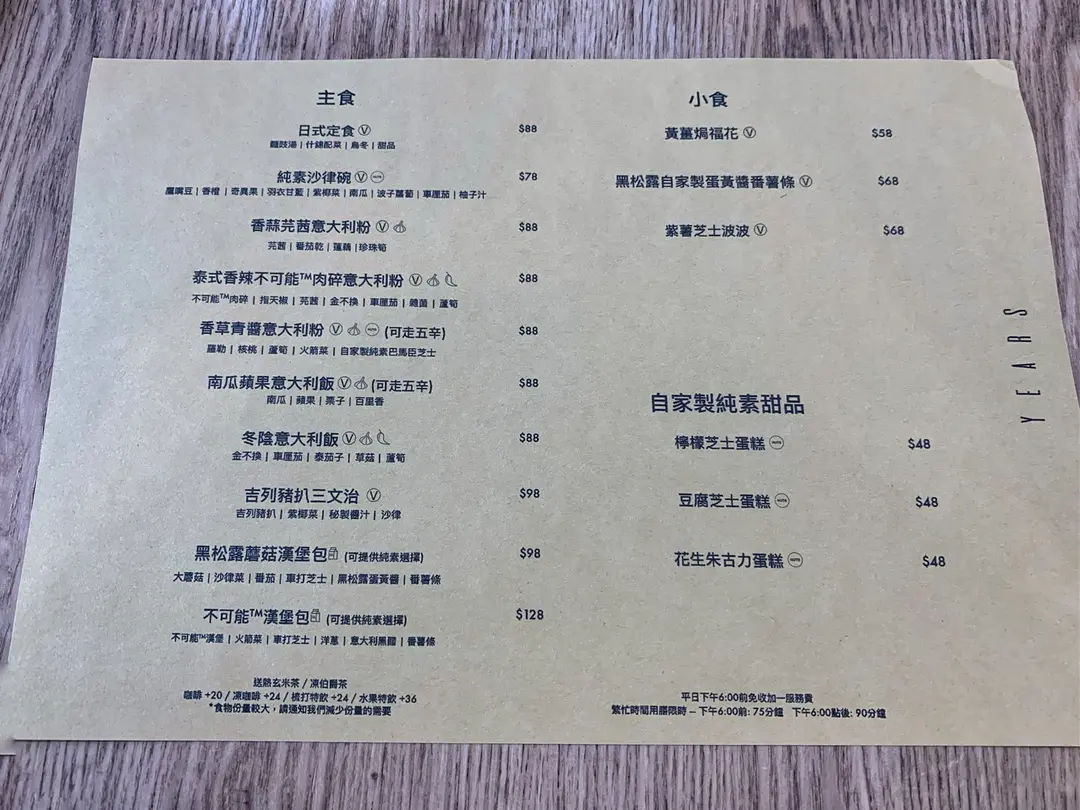 主食
日式定食 Ⓥ $88
麵豉湯 | 什錦配菜 | 烏冬 | 甜品
純素沙律碗 Ⓥ $78
鷹嘴豆 | 香橙 | 奇異果 | 羽衣甘藍 | 紫椰菜 | 南瓜 | 波子蘿蔔 | 車厘茄 | 柚子汁
香蒜芫茜意大利粉 Ⓥ $88
芫茜 | 番茄乾 | 蓮藕 | 珍珠筍
泰式香辣不可能™肉碎意大利粉 Ⓥ $88
不可能™肉碎 | 指天椒 | 芫茜 | 金不換 | 車厘茄 | 雜菌 | 蘆筍
香草青醬意大利粉 Ⓥ (可走五辛) $88
羅勒 | 核桃 | 蘆筍 | 火箭菜 | 自家製純素巴馬臣芝士
南瓜蘋果意大利飯 Ⓥ (可走五辛) $88
南瓜 | 蘋果 | 栗子 | 百里香
冬陰意大利飯 Ⓥ $88
金不換 | 車厘茄 | 泰茄子 | 草菇 | 蘆筍
吉列豬扒三文治 Ⓥ $98
吉列豬扒 | 紫椰菜 | 秘製醬汁 | 沙律
黑松露蘑菇漢堡包 (可提供純素選擇) $98
大蘑菇 | 沙律菜 | 番茄 | 車打芝士 | 黑松露蛋黃醬 | 番薯條
不可能™漢堡包 (可提供純素選擇) $128
不可能™漢堡 | 火箭菜 | 車打芝士 | 洋蔥 | 意大利黑醋 | 番薯條
送熱玄米茶 / 凍伯爵茶
咖啡 +20 / 凍咖啡 +24 / 梳打特飲 +24 / 水果特飲 +36
*食物份量較大，請通知我們減少份量的需要
小食
黃薑焗福花 Ⓥ $58
黑松露自家製蛋黃醬番薯條 Ⓥ $68
紫薯芝士波波 Ⓥ $68
自家製純素甜品
檸檬芝士蛋糕 $48
豆腐芝士蛋糕 $48
花生朱古力蛋糕 $48
平日下午6:00前免收加一服務費
繁忙時間用膳限時 – 下午6:00前: 75分鐘 下午6:00點後: 90分鐘
YEARS